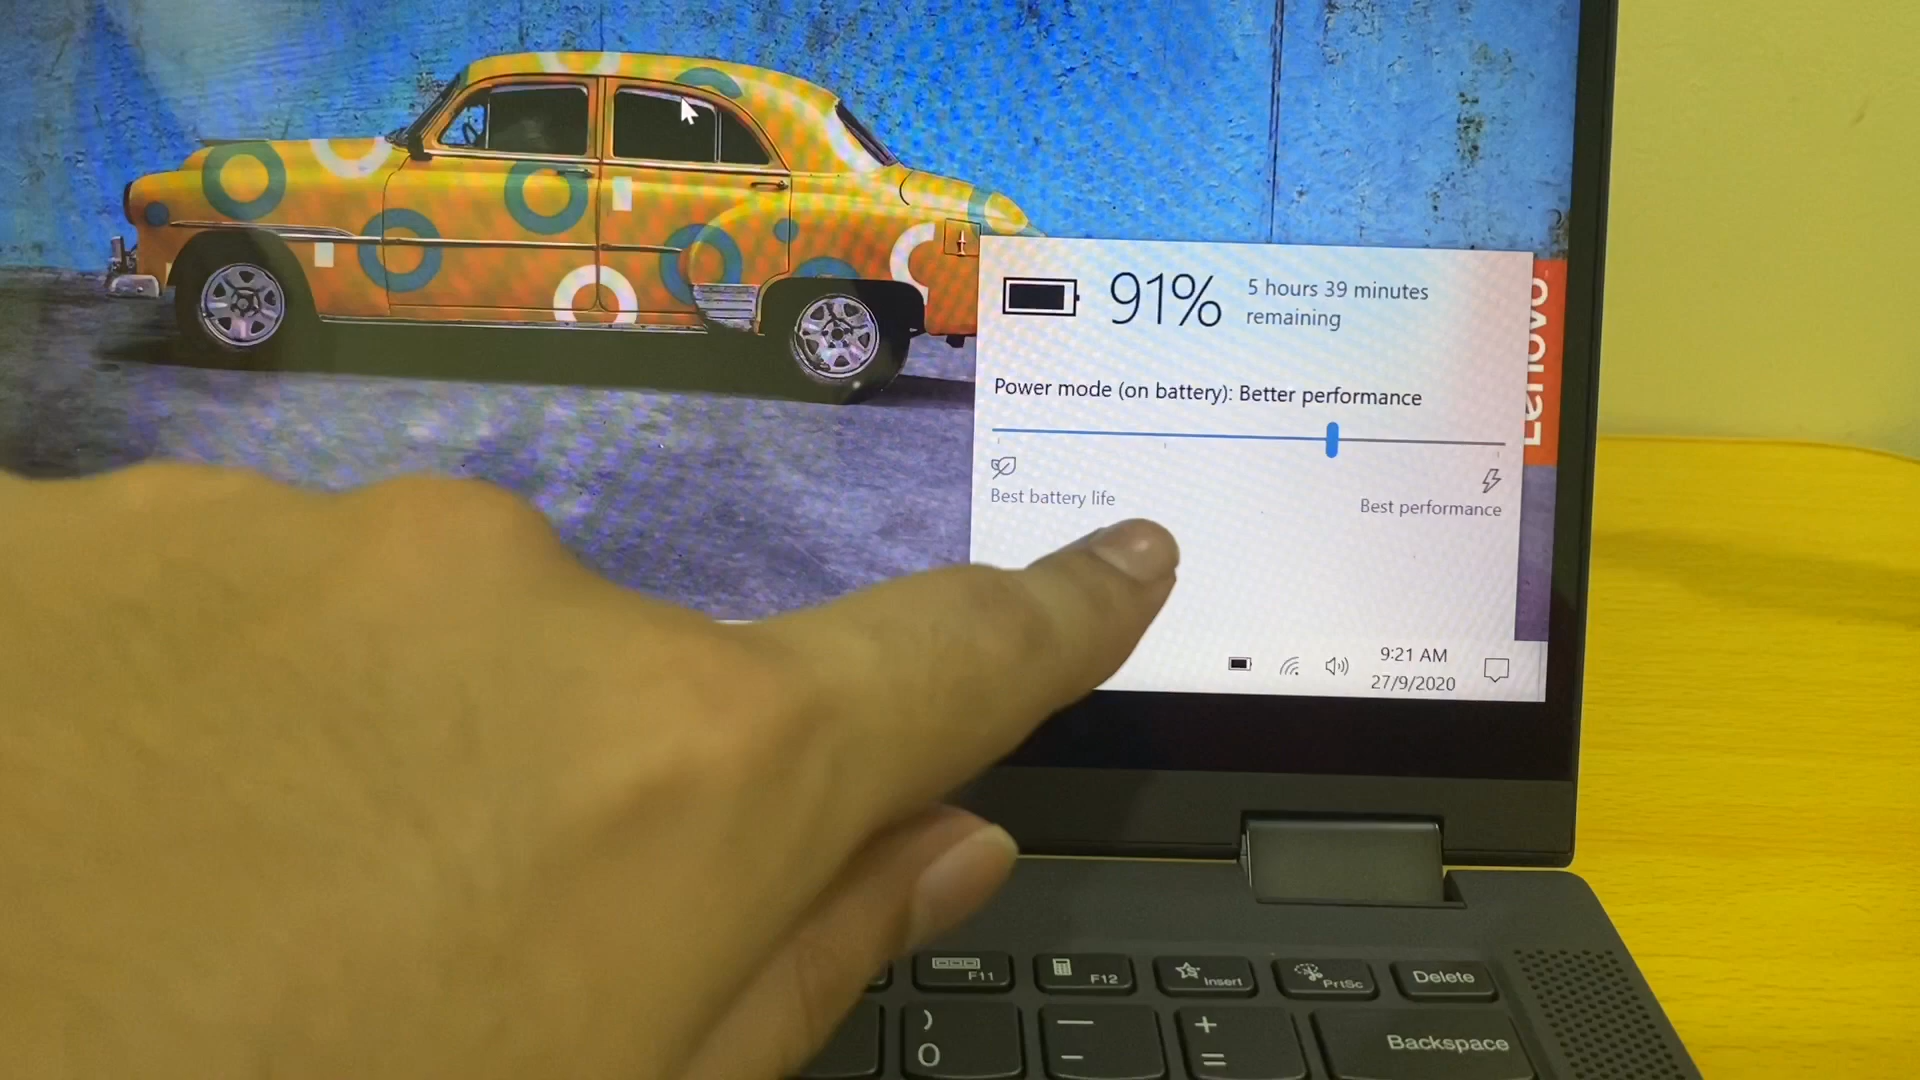 91%
5 hours 39 minutes
remaining
Power mode (on battery): Better performance
Best battery life
Best performance
Lenovo
9:21 AM
27/9/2020
F11
F12
Insert
PrtSc
Delete
)
0
—
-
+
=
Backspace